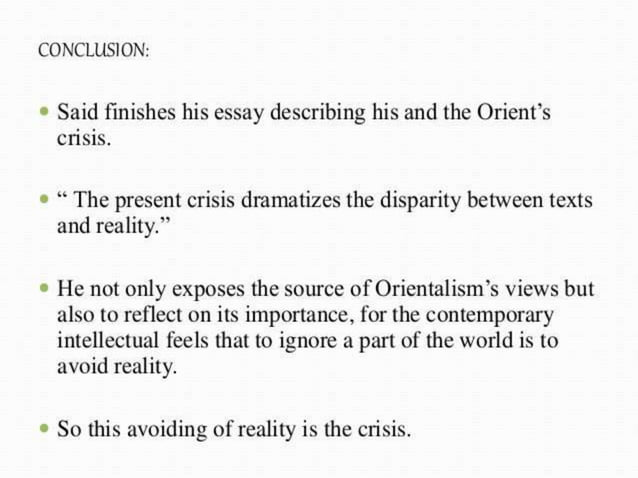 CONCLUSION:
• Said finishes his essay describing his and the Orient’s
crisis.
• “ The present crisis dramatizes the disparity between texts
and reality.”
• He not only exposes the source of Orientalism’s views but
also to reflect on its importance, for the contemporary
intellectual feels that to ignore a part of the world is to
avoid reality.
• So this avoiding of reality is the crisis.